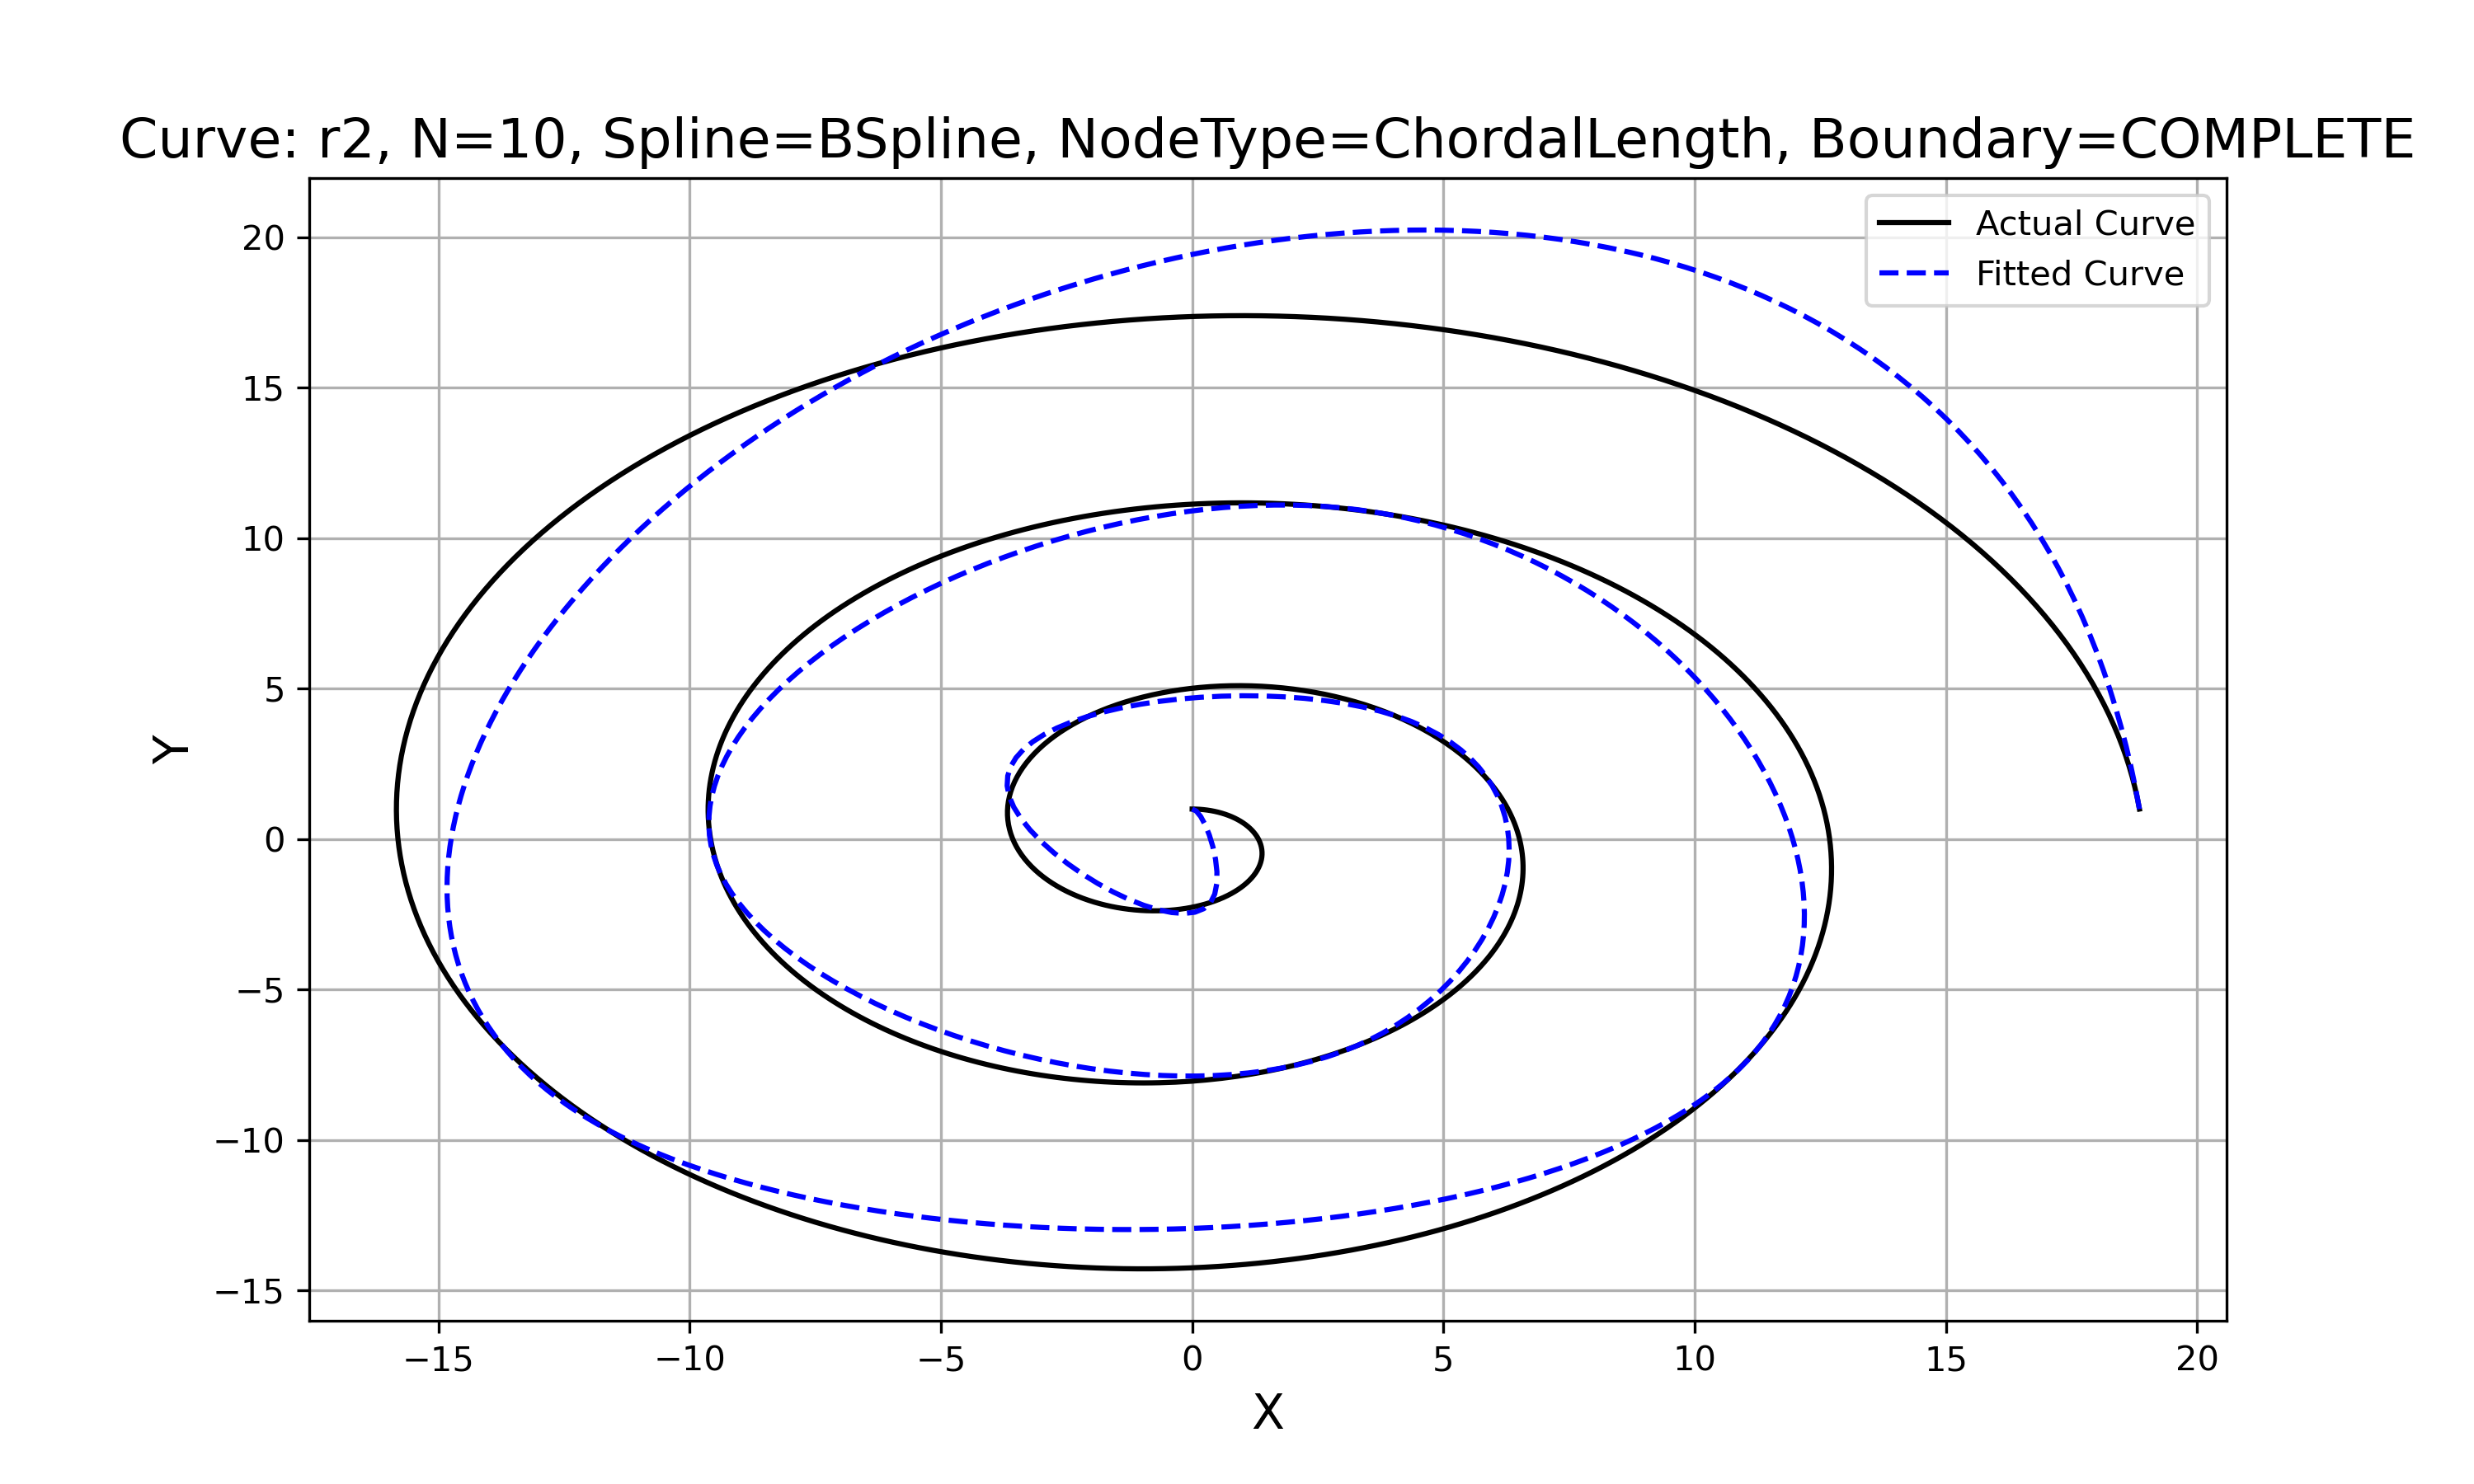 Curve: r2, N=10, Spline=BSpline, NodeType=ChordalLength, Boundary=COMPLETE
Actual Curve
Fitted Curve
20
15
10
5
0
−5
−10
−15
Y
−15 −10 −5 0 5 10 15 20
X